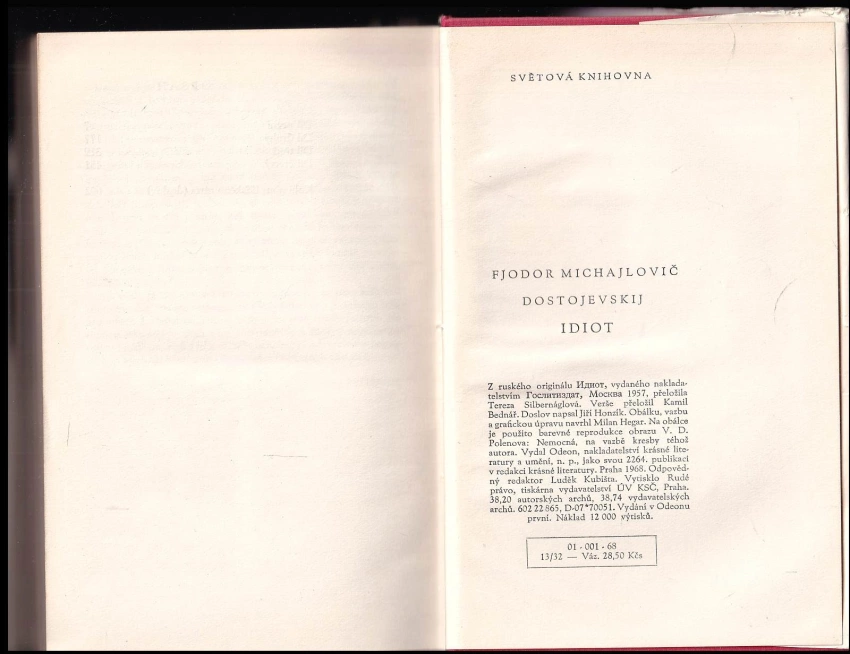 SVĚTOVÁ KNIHOVNA
FJODOR MICHAJLOVIČ
DOSTOJEVSKIJ
IDIOT
Z ruského originálu Идиот, vydaného naklada-
telstvím Гослитиздат, Москва 1957, přeložila
Tereza Silbernáglová. Verše přeložil Kamil
Bednář. Doslov napsal Jiří Honzík. Obálku, vazbu
a grafickou úpravu navrhl Milan Hegar. Na obálce
je použito barevné reprodukce obrazu V. D.
Polenova: Nemocná, na vazbě kresby téhož
autora. Vydal Odeon, nakladatelství krásné lite-
ratury a umění, n. p., jako svou 2264. publikaci
v redakci krásné literatury. Praha 1968. Odpověd-
ný redaktor Luděk Kubišta. Vytisklo Rudé
právo, tiskárna vydavatelství ÚV KSČ, Praha.
38,20 autorských archů, 38,74 vydavatelských
archů. 602 22 865, D-07*70051. Vydání v Odeonu
první. Náklad 12 000 výtisků.
01 - 001 - 68
13/32 — Váz. 28,50 Kčs